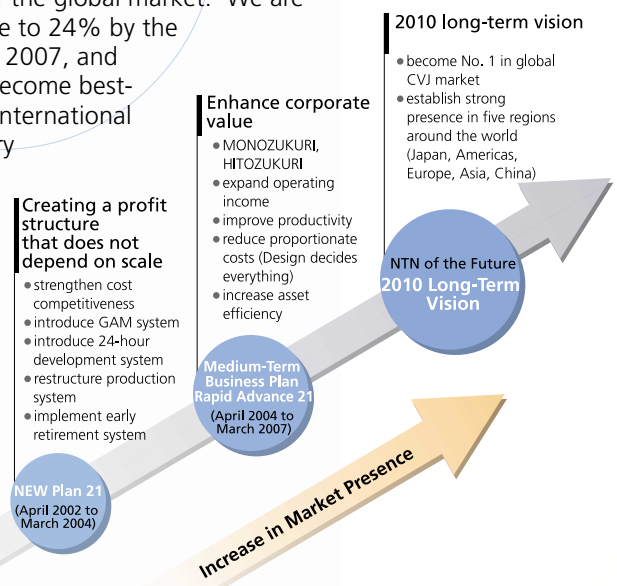 the global market. We are
e to 24% by the
2007, and
ecome best-
nternational
ry
2010 long-term vision
• become No. 1 in global
CVJ market
• establish strong
presence in five regions
around the world
(Japan, Americas,
Europe, Asia, China)
Enhance corporate
value
• MONOZUKURI,
HITOZUKURI
• expand operating
income
• improve productivity
• reduce proportionate
costs (Design decides
everything)
• increase asset
efficiency
Creating a profit
structure
that does not
depend on scale
• strengthen cost
competitiveness
• introduce GAM system
• introduce 24-hour
development system
• restructure production
system
• implement early
retirement system
NTN of the Future
2010 Long-Term
Vision
Medium-Term
Business Plan
Rapid Advance 21
(April 2004 to
March 2007)
NEW Plan 21
(April 2002 to
March 2004)
Increase in Market Presence